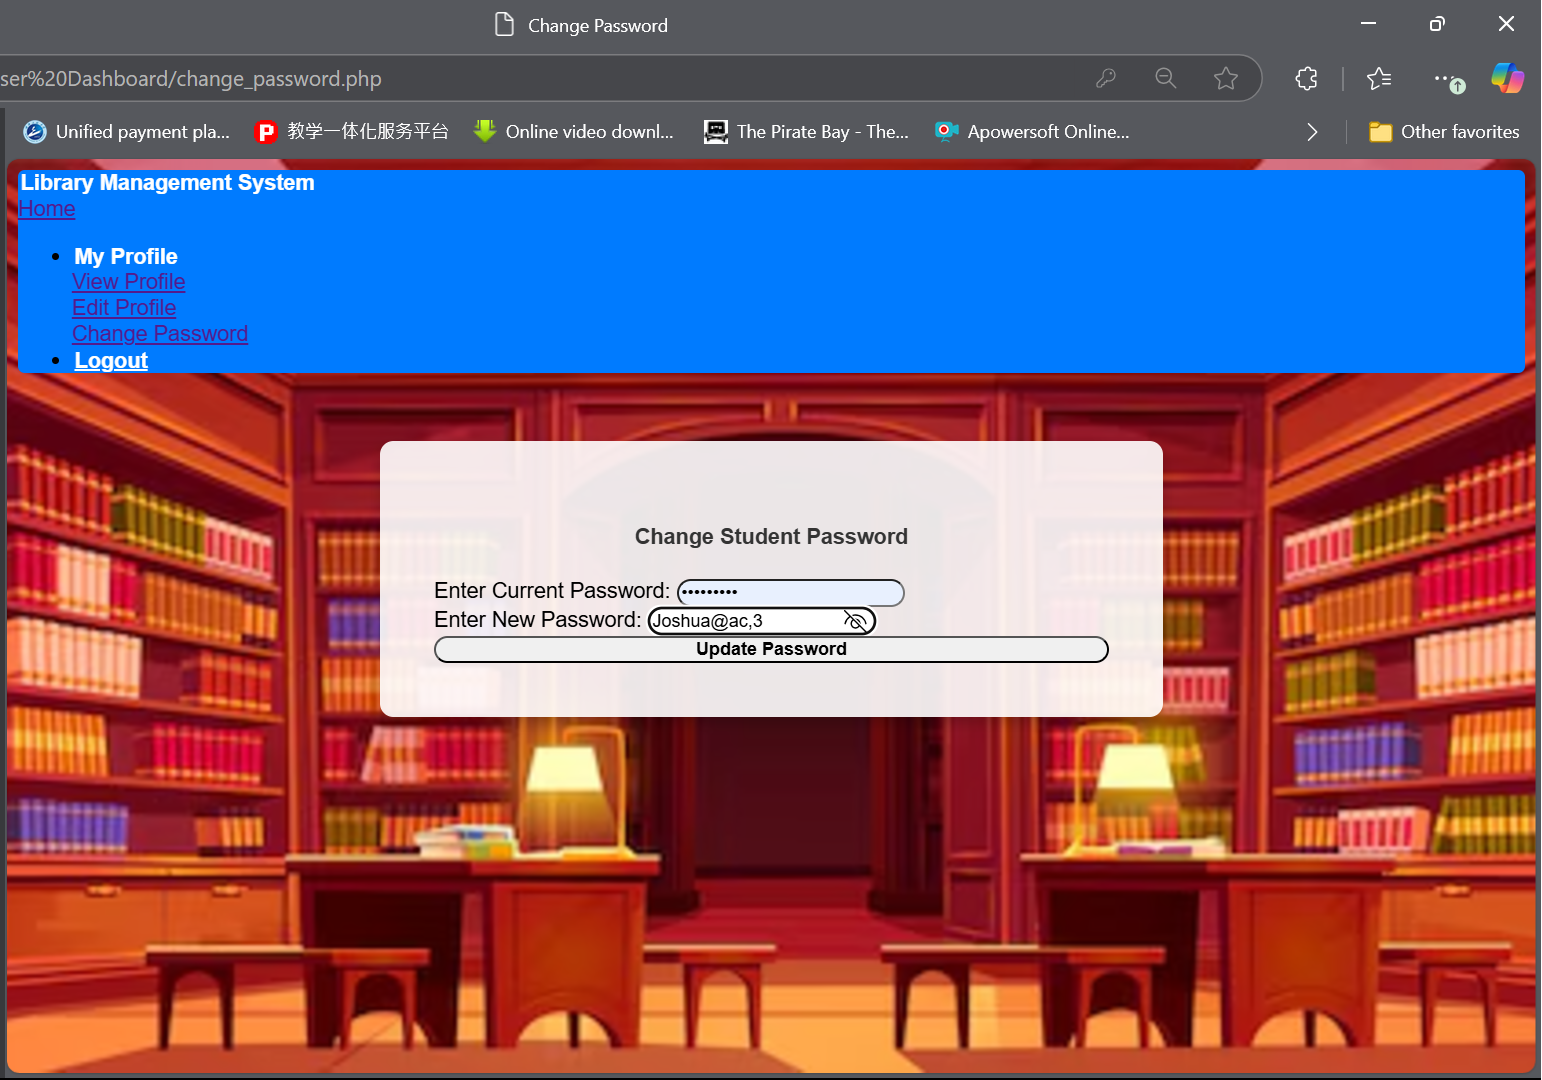 Change Password
ser%20Dashboard/change_password.php
Unified payment pla... 教学一体化服务平台 Online video downl... The Pirate Bay - The... Apowersoft Online... Other favorites
Library Management System
Home
My Profile
View Profile
Edit Profile
Change Password
Logout
Change Student Password
Enter Current Password: •••••••••
Enter New Password: Joshua@ac,3
Update Password